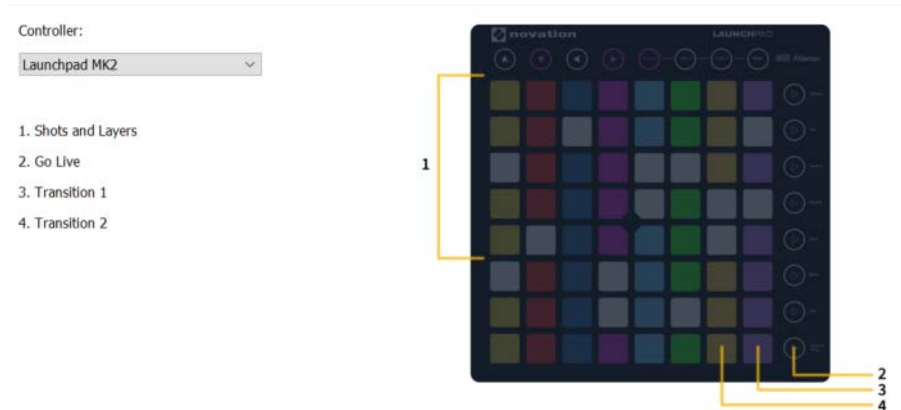 Controller:
Launchpad MK2
1. Shots and Layers
2. Go Live
3. Transition 1
4. Transition 2
novation
LAUNCHPAD
Ableton
1
2
3
4